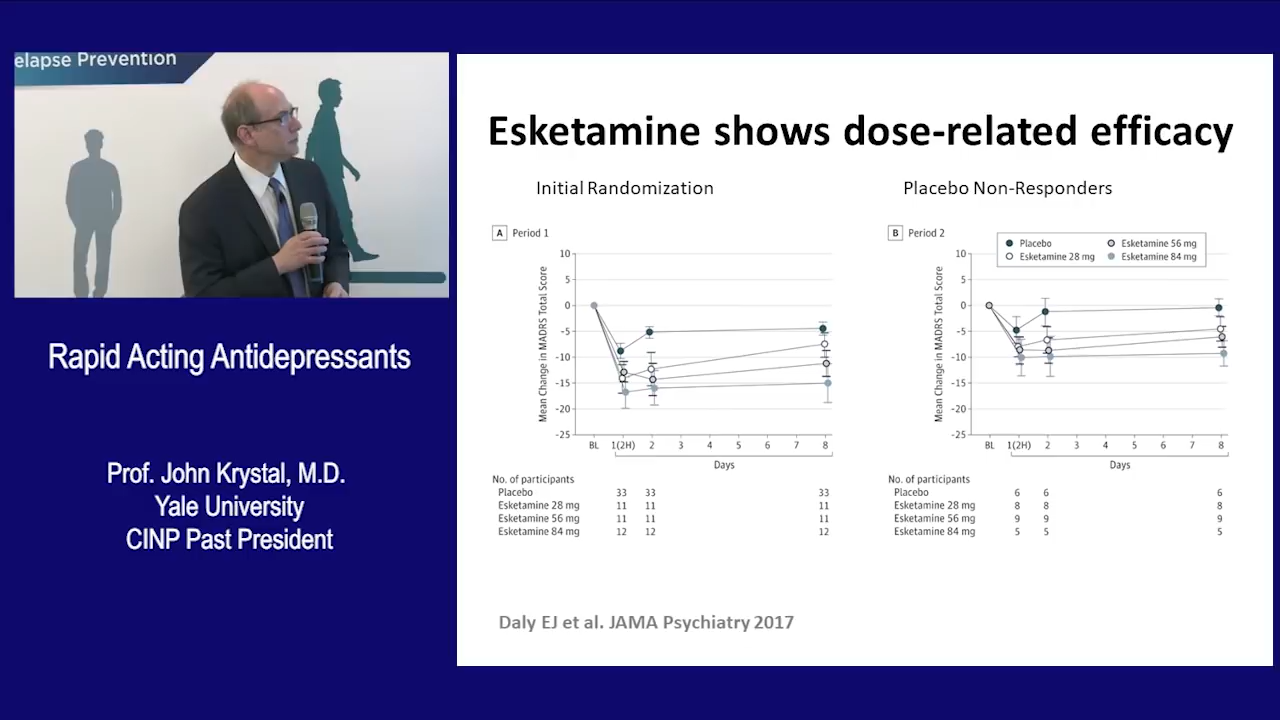 elapse Prevention
Rapid Acting Antidepressants
Prof. John Krystal, M.D.
Yale University
CINP Past President
Esketamine shows dose-related efficacy
Initial Randomization
A Period 1
10
5
0
-5
-10
-15
-20
-25
Mean Change in MADRS Total Score
BL 1(2H) 2 3 4 5 6 7 8
Days
No. of participants
Placebo 33 33 33
Esketamine 28 mg 11 11 11
Esketamine 56 mg 11 11 11
Esketamine 84 mg 12 12 12
Placebo Non-Responders
B Period 2
Placebo Esketamine 56 mg
Esketamine 28 mg Esketamine 84 mg
10
5
0
-5
-10
-15
-20
-25
Mean Change in MADRS Total Score
BL 1(2H) 2 3 4 5 6 7 8
Days
No. of participants
Placebo 6 6 6
Esketamine 28 mg 8 8 8
Esketamine 56 mg 9 9 9
Esketamine 84 mg 5 5 5
Daly EJ et al. JAMA Psychiatry 2017